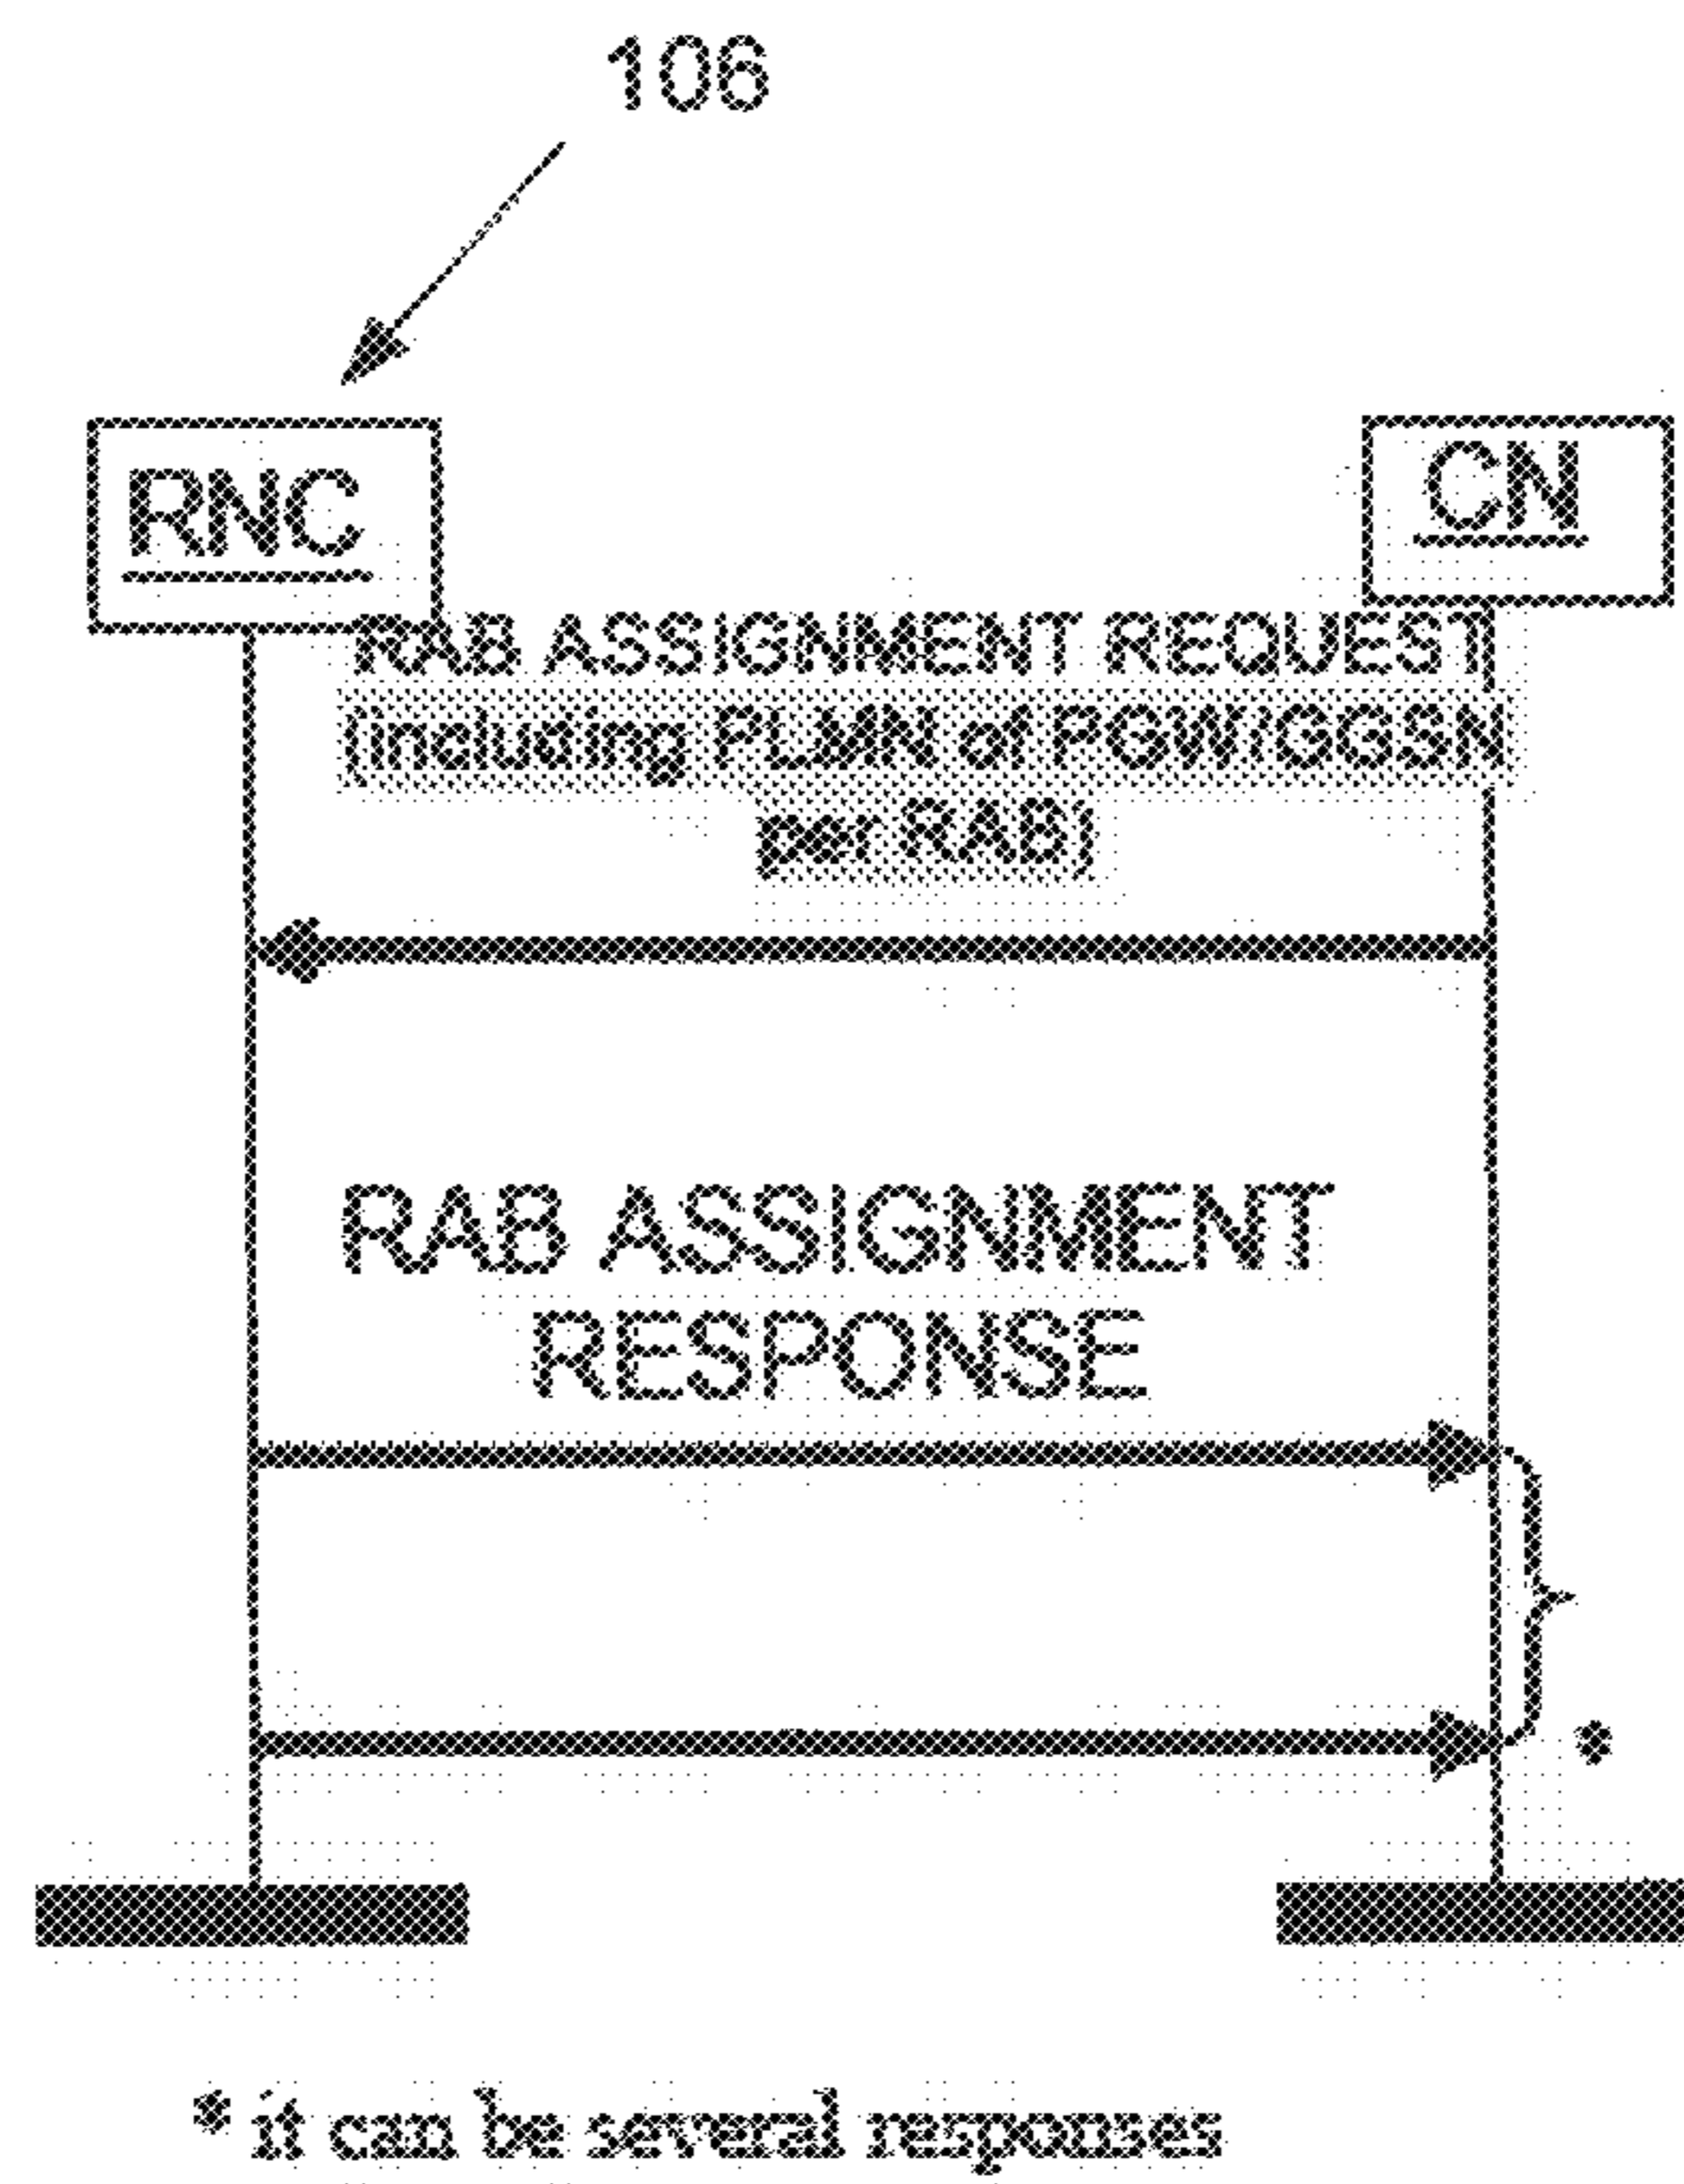 106
RNC
CN
RAB ASSIGNMENT REQUEST
(including PLMN of PGW/GGSN
per RAB)
RAB ASSIGNMENT
RESPONSE
*
* it can be several responses